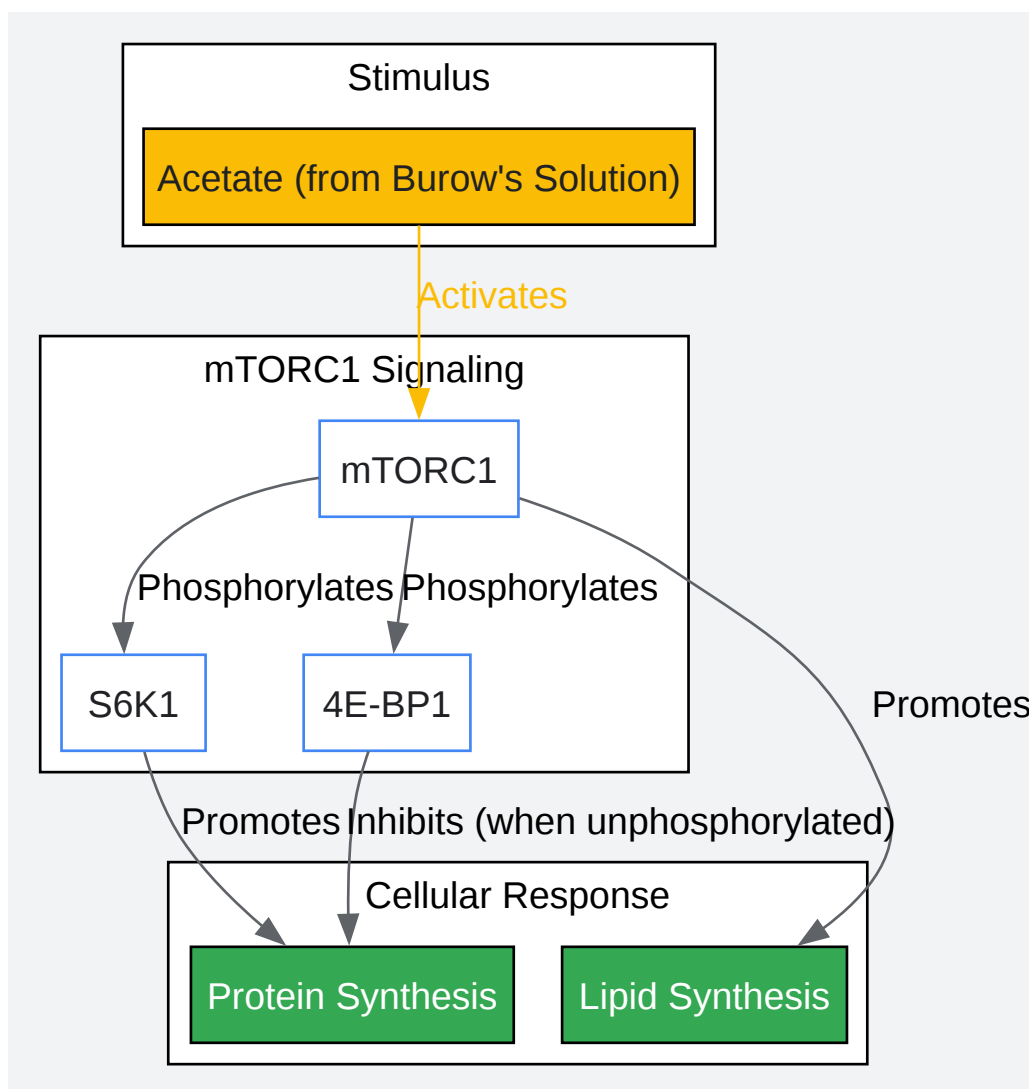 Stimulus
Acetate (from Burow's Solution)
Activates
mTORC1 Signaling
mTORC1
Phosphorylates
Phosphorylates
S6K1
4E-BP1
Promotes
Promotes
Inhibits (when unphosphorylated)
Cellular Response
Protein Synthesis
Lipid Synthesis